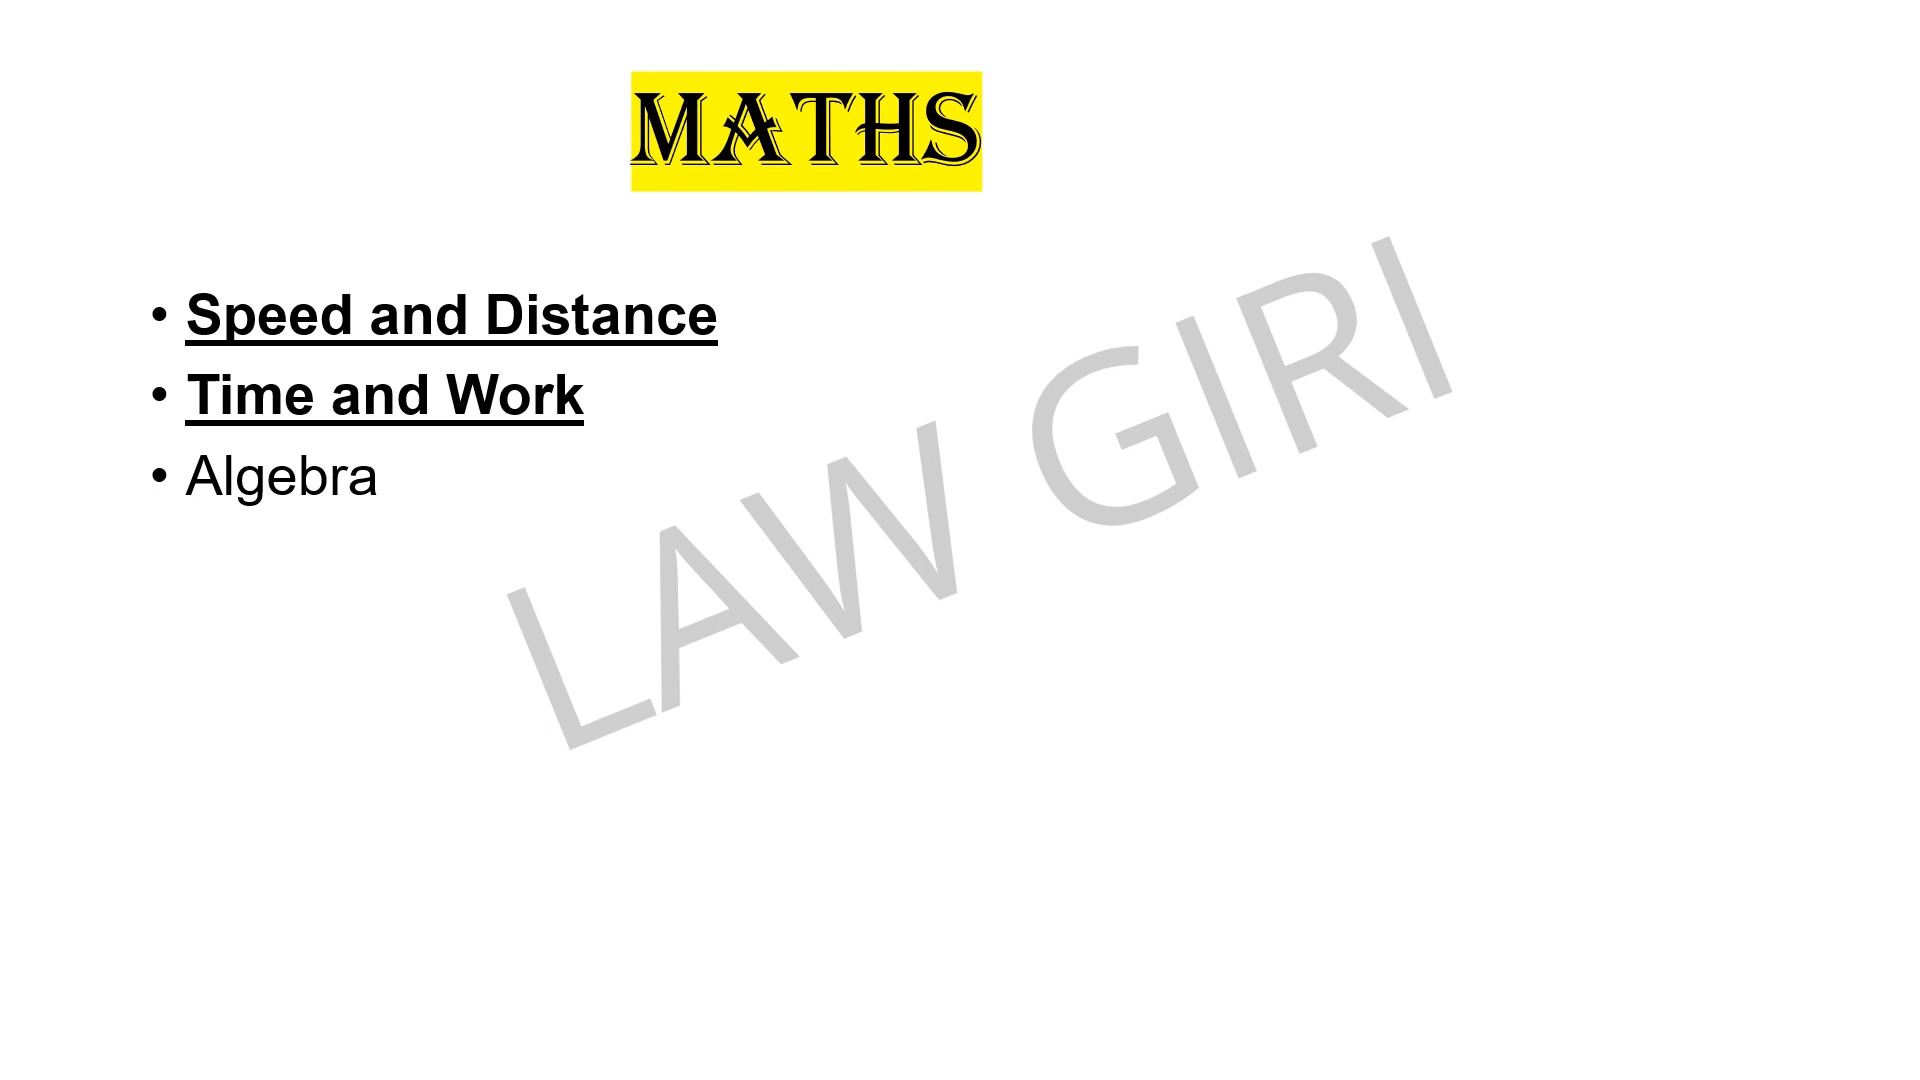 MATHS
• Speed and Distance
• Time and Work
• Algebra
LAW GIRI